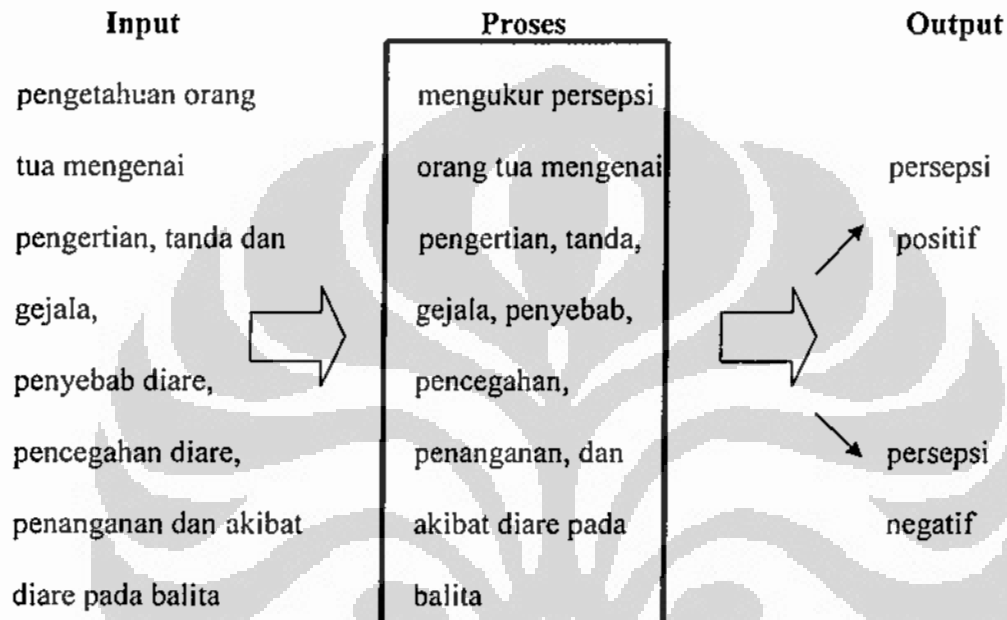 Input
pengetahuan orang
tua mengenai
pengertian, tanda dan
gejala,
penyebab diare,
pencegahan diare,
penanganan dan akibat
diare pada balita
Proses
mengukur persepsi
orang tua mengenai
pengertian, tanda,
gejala, penyebab,
pencegahan,
penanganan, dan
akibat diare pada
balita
Output
persepsi
positif
persepsi
negatif